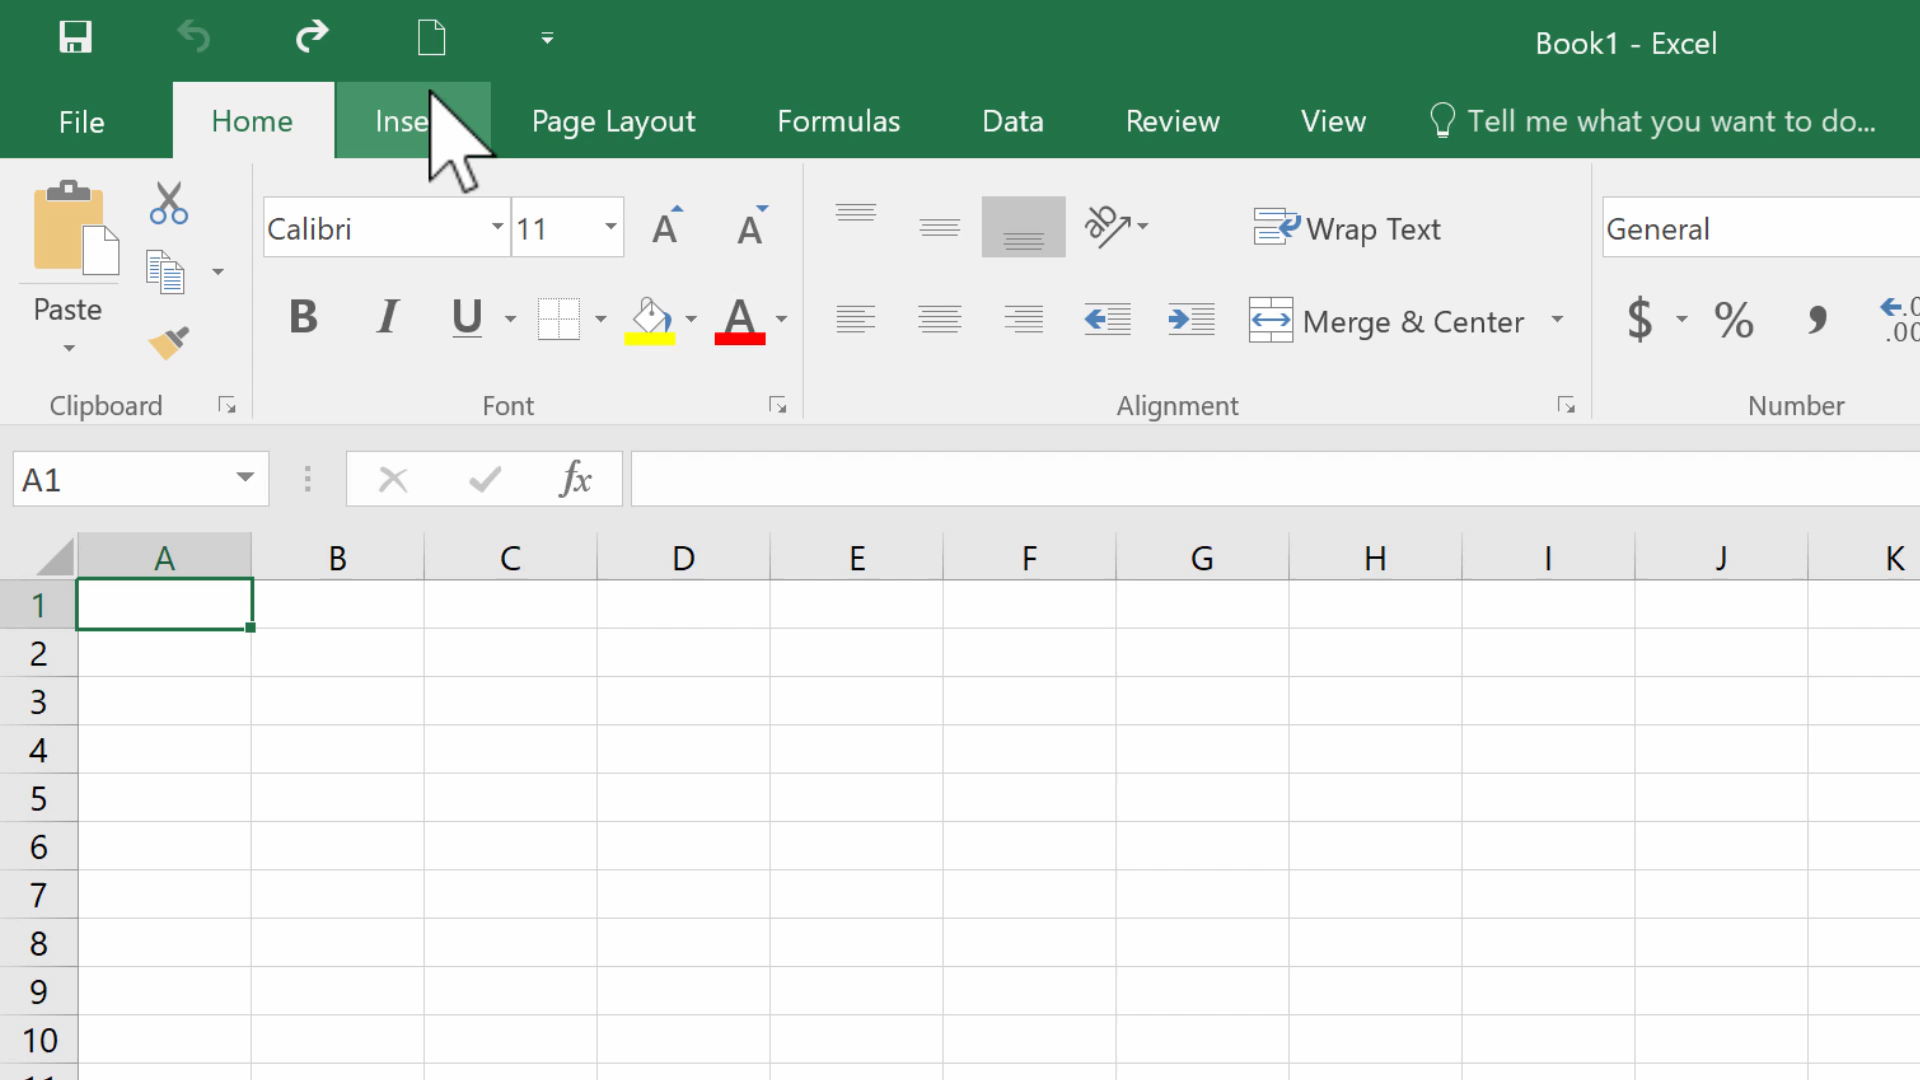 Book1 - Excel
File Home Page Layout Formulas Data Review View Tell me what you want to do...
Calibri 11 A A ab Wrap Text General
B I U A Merge & Center $ % ,
Paste
Clipboard Font Alignment Number
A1 fx
A B C D E F G H I J K
1
2
3
4
5
6
7
8
9
10